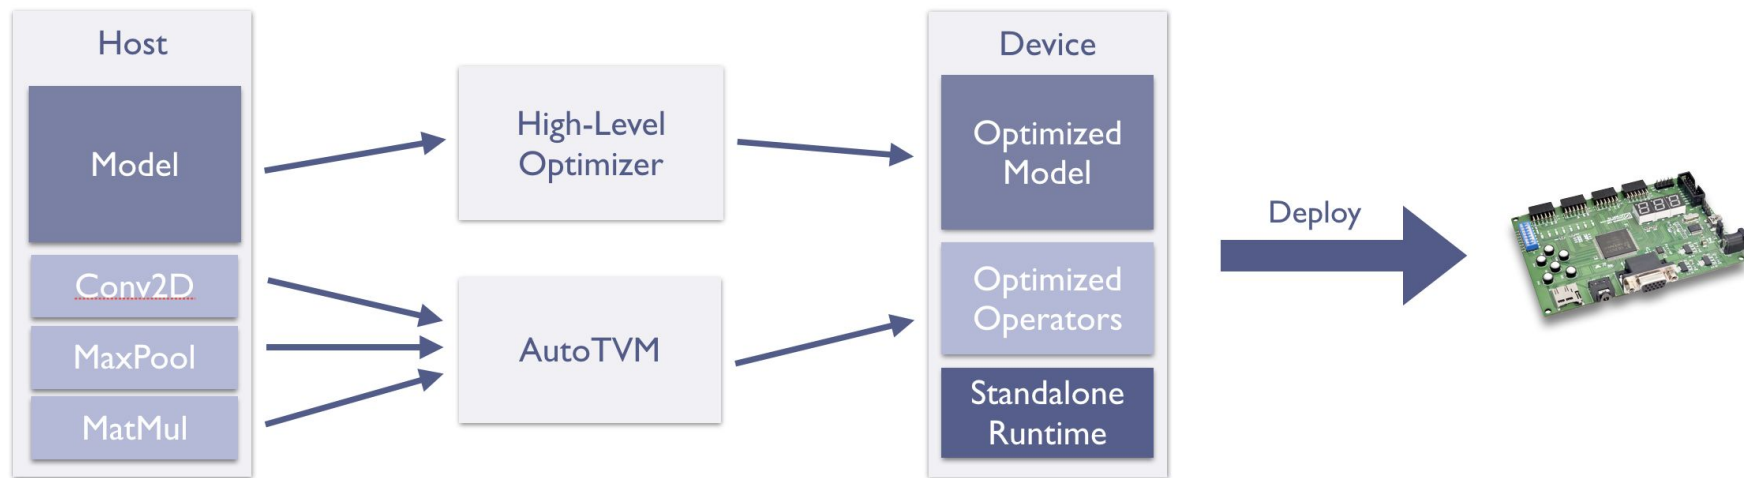 Host
Model
Conv2D
MaxPool
MatMul
High-Level
Optimizer
AutoTVM
Device
Optimized
Model
Optimized
Operators
Standalone
Runtime
Deploy